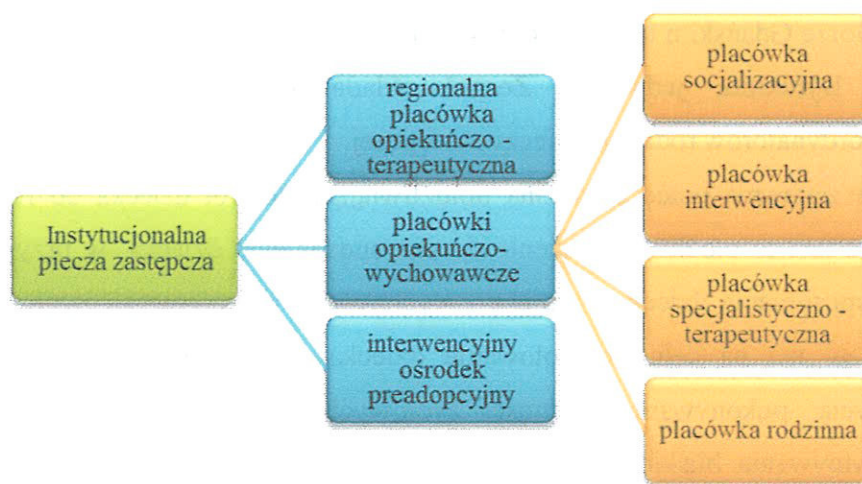 Instytucjonalna
piecza zastępcza
regionalna
placówka
opiekuńczo -
terapeutyczna
placówki
opiekuńczo-
wychowawcze
interwencyjny
ośrodek
preadopcyjny
placówka
socjalizacyjna
placówka
interwencyjna
placówka
specjalistyczno -
terapeutyczna
placówka rodzinna